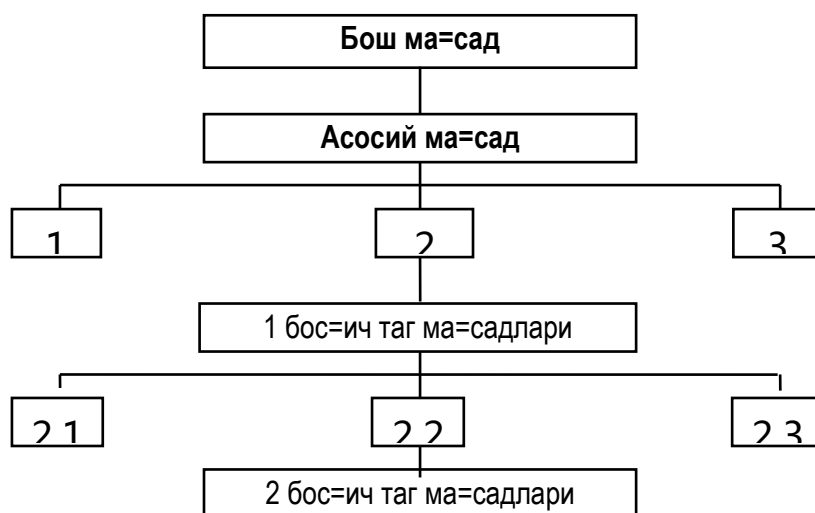 Бош ма=сад
Асосий ма=сад
1 2 3
1 бос=ич таг ма=садлари
2.1 2.2 2.3
2 бос=ич таг ма=садлари